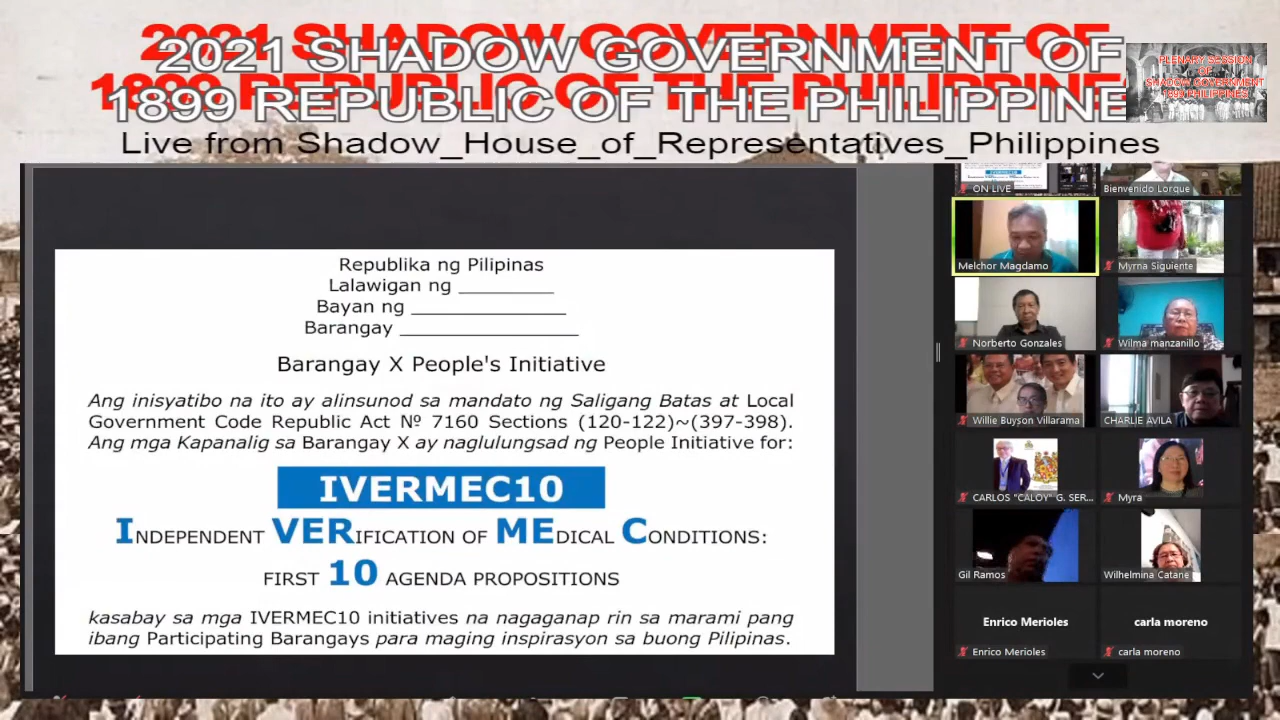 2021 SHADOW GOVERNMENT OF
1899 REPUBLIC OF THE PHILIPPINE
Live from Shadow_House_of_Representatives_Philippines
PLENARY SESSION
OF
SHADOW GOVERNMENT
1899 PHILIPPINES
Republika ng Pilipinas
Lalawigan ng _________
Bayan ng _______________
Barangay _________________
Barangay X People's Initiative
Ang inisyatibo na ito ay alinsunod sa mandato ng Saligang Batas at Local
Government Code Republic Act № 7160 Sections (120-122)~(397-398).
Ang mga Kapanalig sa Barangay X ay naglulungsad ng People Initiative for:
IVERMEC10
INDEPENDENT VERIFICATION OF MEDICAL CONDITIONS:
FIRST 10 AGENDA PROPOSITIONS
kasabay sa mga IVERMEC10 initiatives na nagaganap rin sa marami pang
ibang Participating Barangays para maging inspirasyon sa buong Pilipinas.
ON LIVE
Bienvenido Lorque
Melchor Magdamo
Myrna Siguiente
Norberto Gonzales
Wilma manzanillo
Willie Buyson Villarama
CHARLIE AVILA
CARLOS "CALOY" G. SER...
Myra
Gil Ramos
Wilhelmina Catane
Enrico Merioles
carla moreno
Enrico Merioles
carla moreno